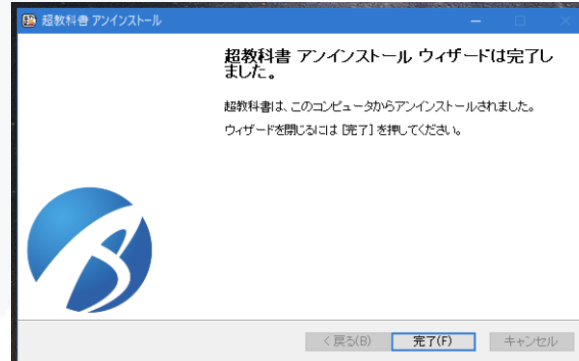 超教科書 アンインストール
超教科書 アンインストール ウィザードは完了し
ました。
超教科書は、このコンピュータからアンインストールされました。
ウィザードを閉じるには [完了] を押してください。
< 戻る(B)
完了(F)
キャンセル